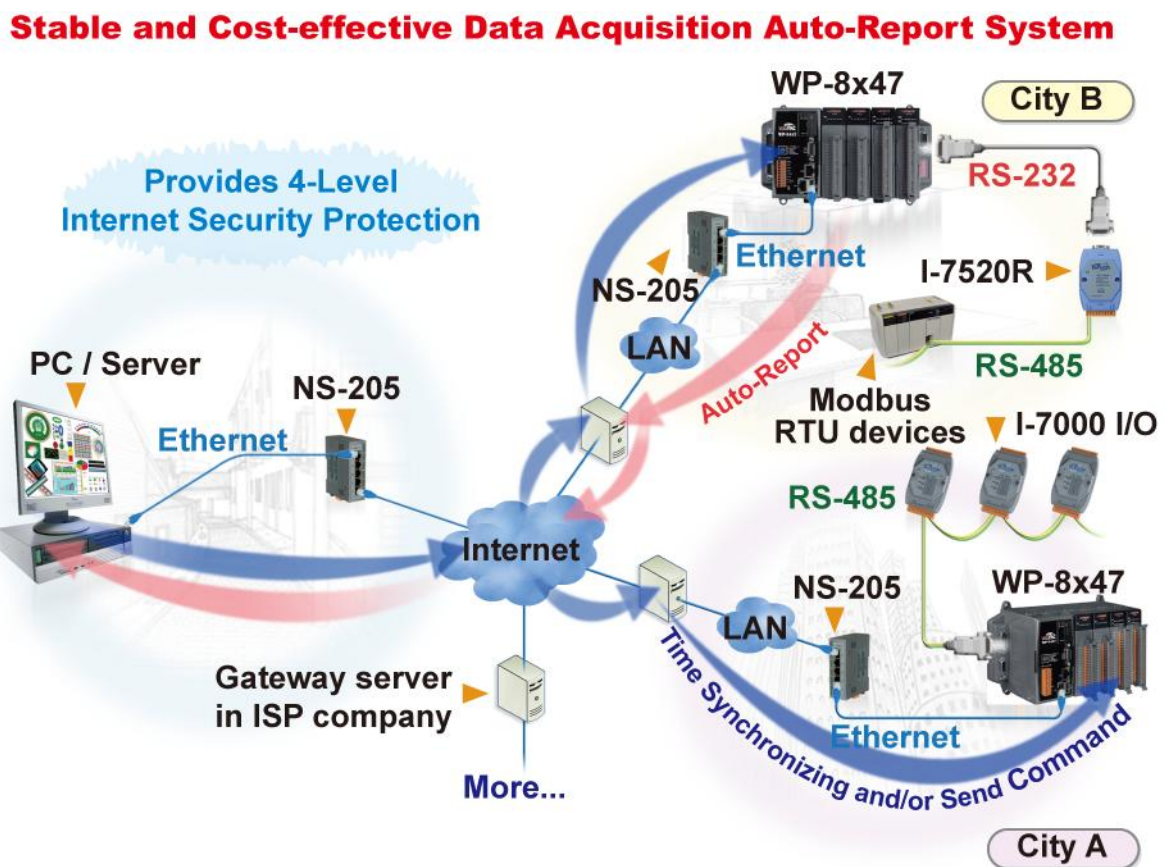 Stable and Cost-effective Data Acquisition Auto-Report System
WP-8x47
City B
Provides 4-Level
Internet Security Protection
RS-232
Ethernet
NS-205
I-7520R
LAN
RS-485
Auto-Report
Modbus
RTU devices
I-7000 I/O
PC / Server
NS-205
Ethernet
RS-485
Internet
WP-8x47
NS-205
LAN
Gateway server
in ISP company
Ethernet
Time Synchronizing and/or Send Command
More...
City A